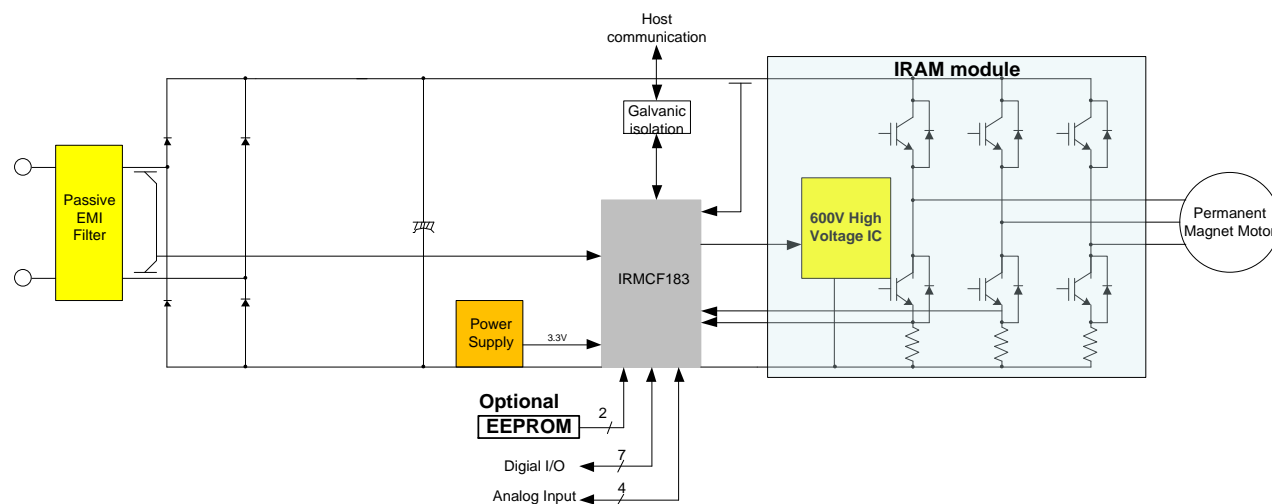 Host
communication
IRAM module
Galvanic
isolation
Passive
EMI
Filter
600V High
Voltage IC
Permanent
Magnet Motor
IRMCF183
Power
Supply
3.3V
Optional
EEPROM
2
Digial I/O
7
Analog Input
4